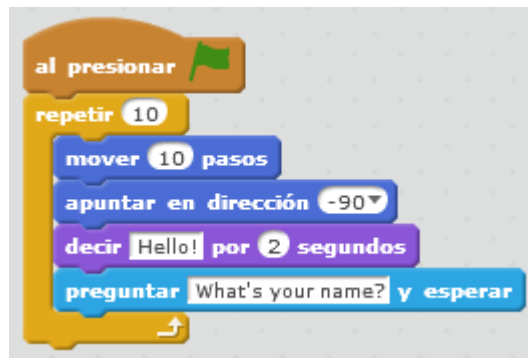 al presionar
repetir 10
mover 10 pasos
apuntar en dirección -90
decir Hello! por 2 segundos
preguntar What's your name? y esperar